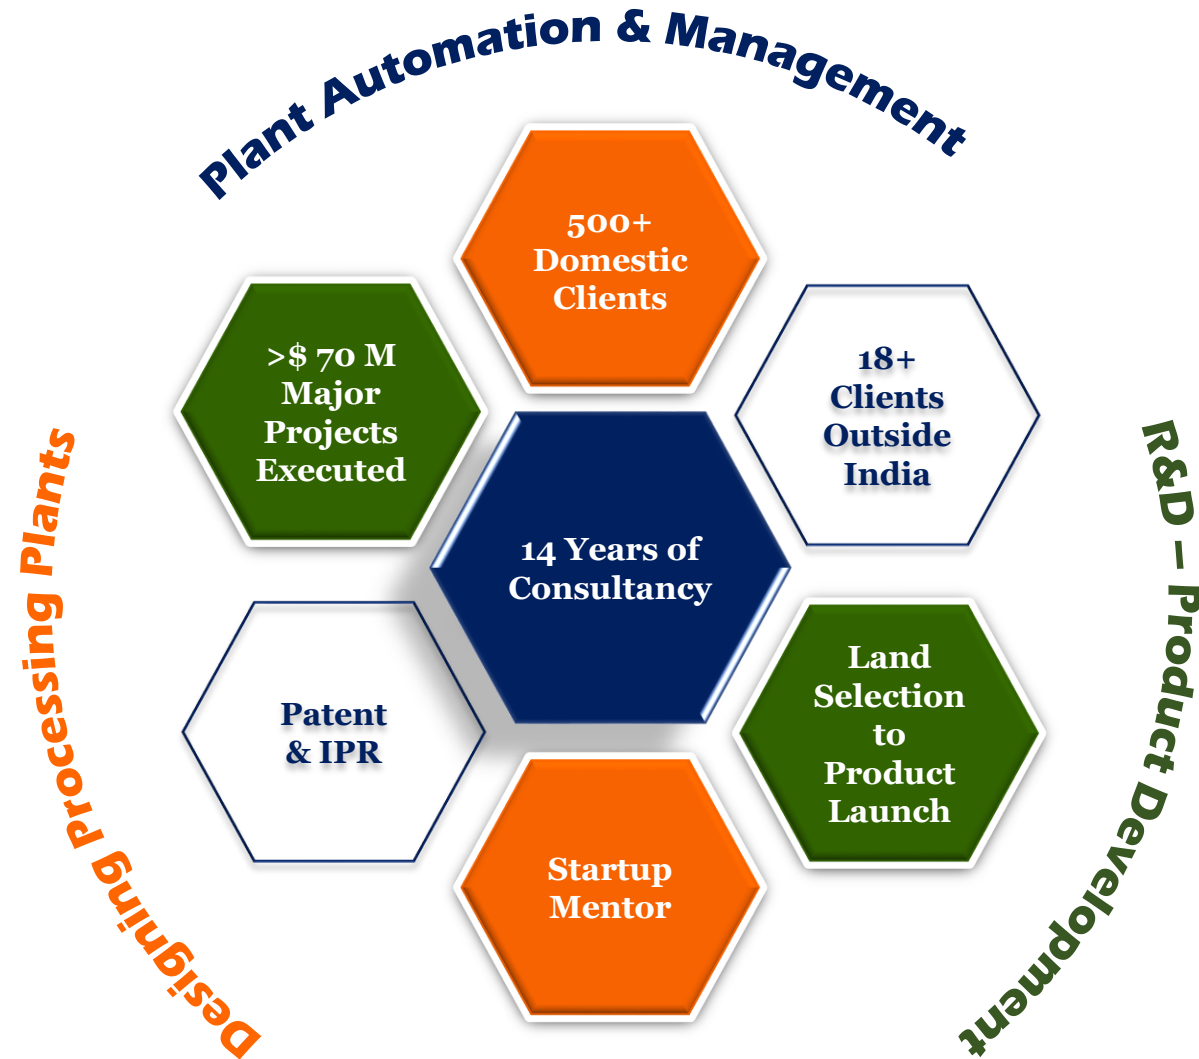 Plant Automation & Management
500+
Domestic
Clients
>$ 70 M
Major
Projects
Executed
18+
Clients
Outside
India
14 Years of
Consultancy
Patent
& IPR
Land
Selection
to
Product
Launch
Startup
Mentor
Designing Processing Plants
R&D – Product Development